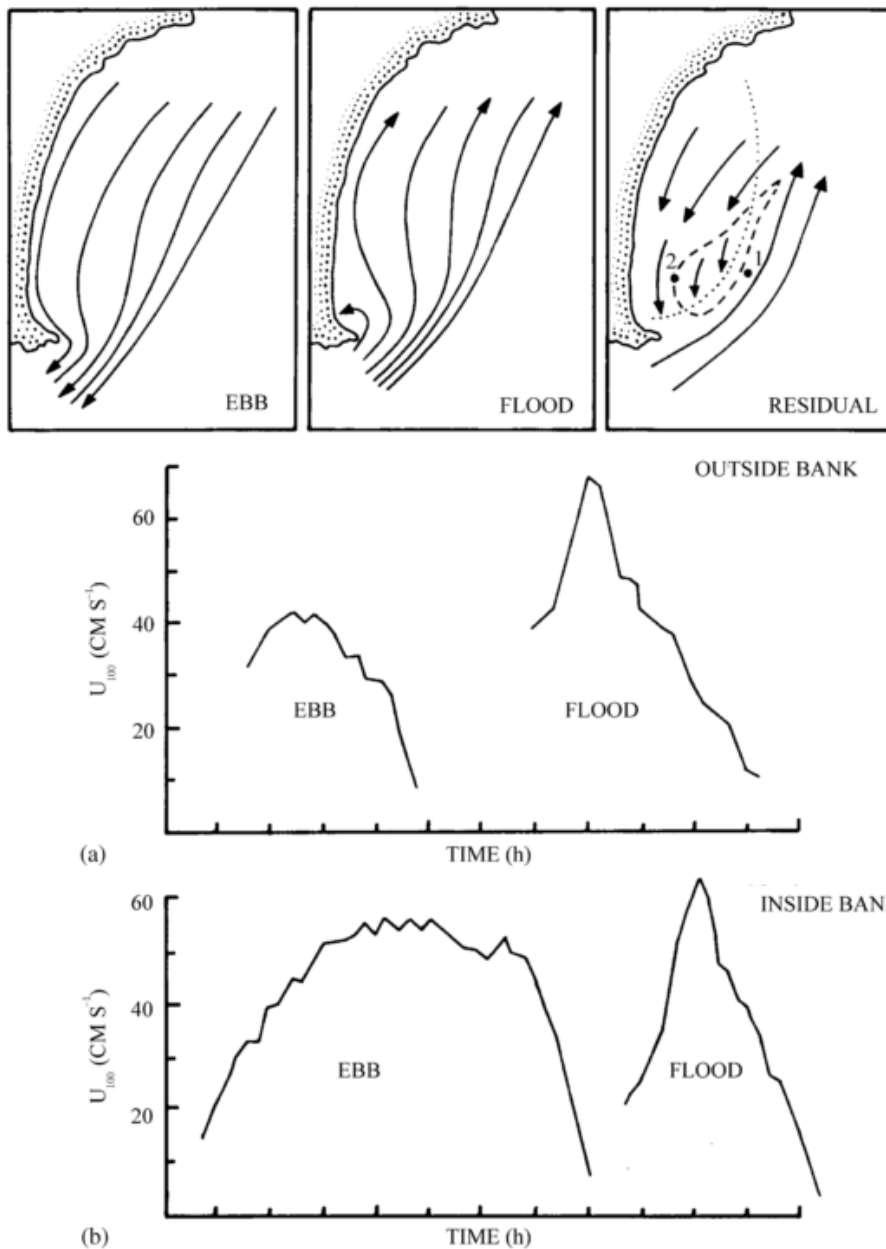 EBB
FLOOD
RESIDUAL
2
1
OUTSIDE BANK
60
40
20
U₁₀₀ (CM S⁻¹)
EBB
FLOOD
(a)
TIME (h)
INSIDE BAN
60
40
20
U₁₀₀ (CM S⁻¹)
EBB
FLOOD
(b)
TIME (h)